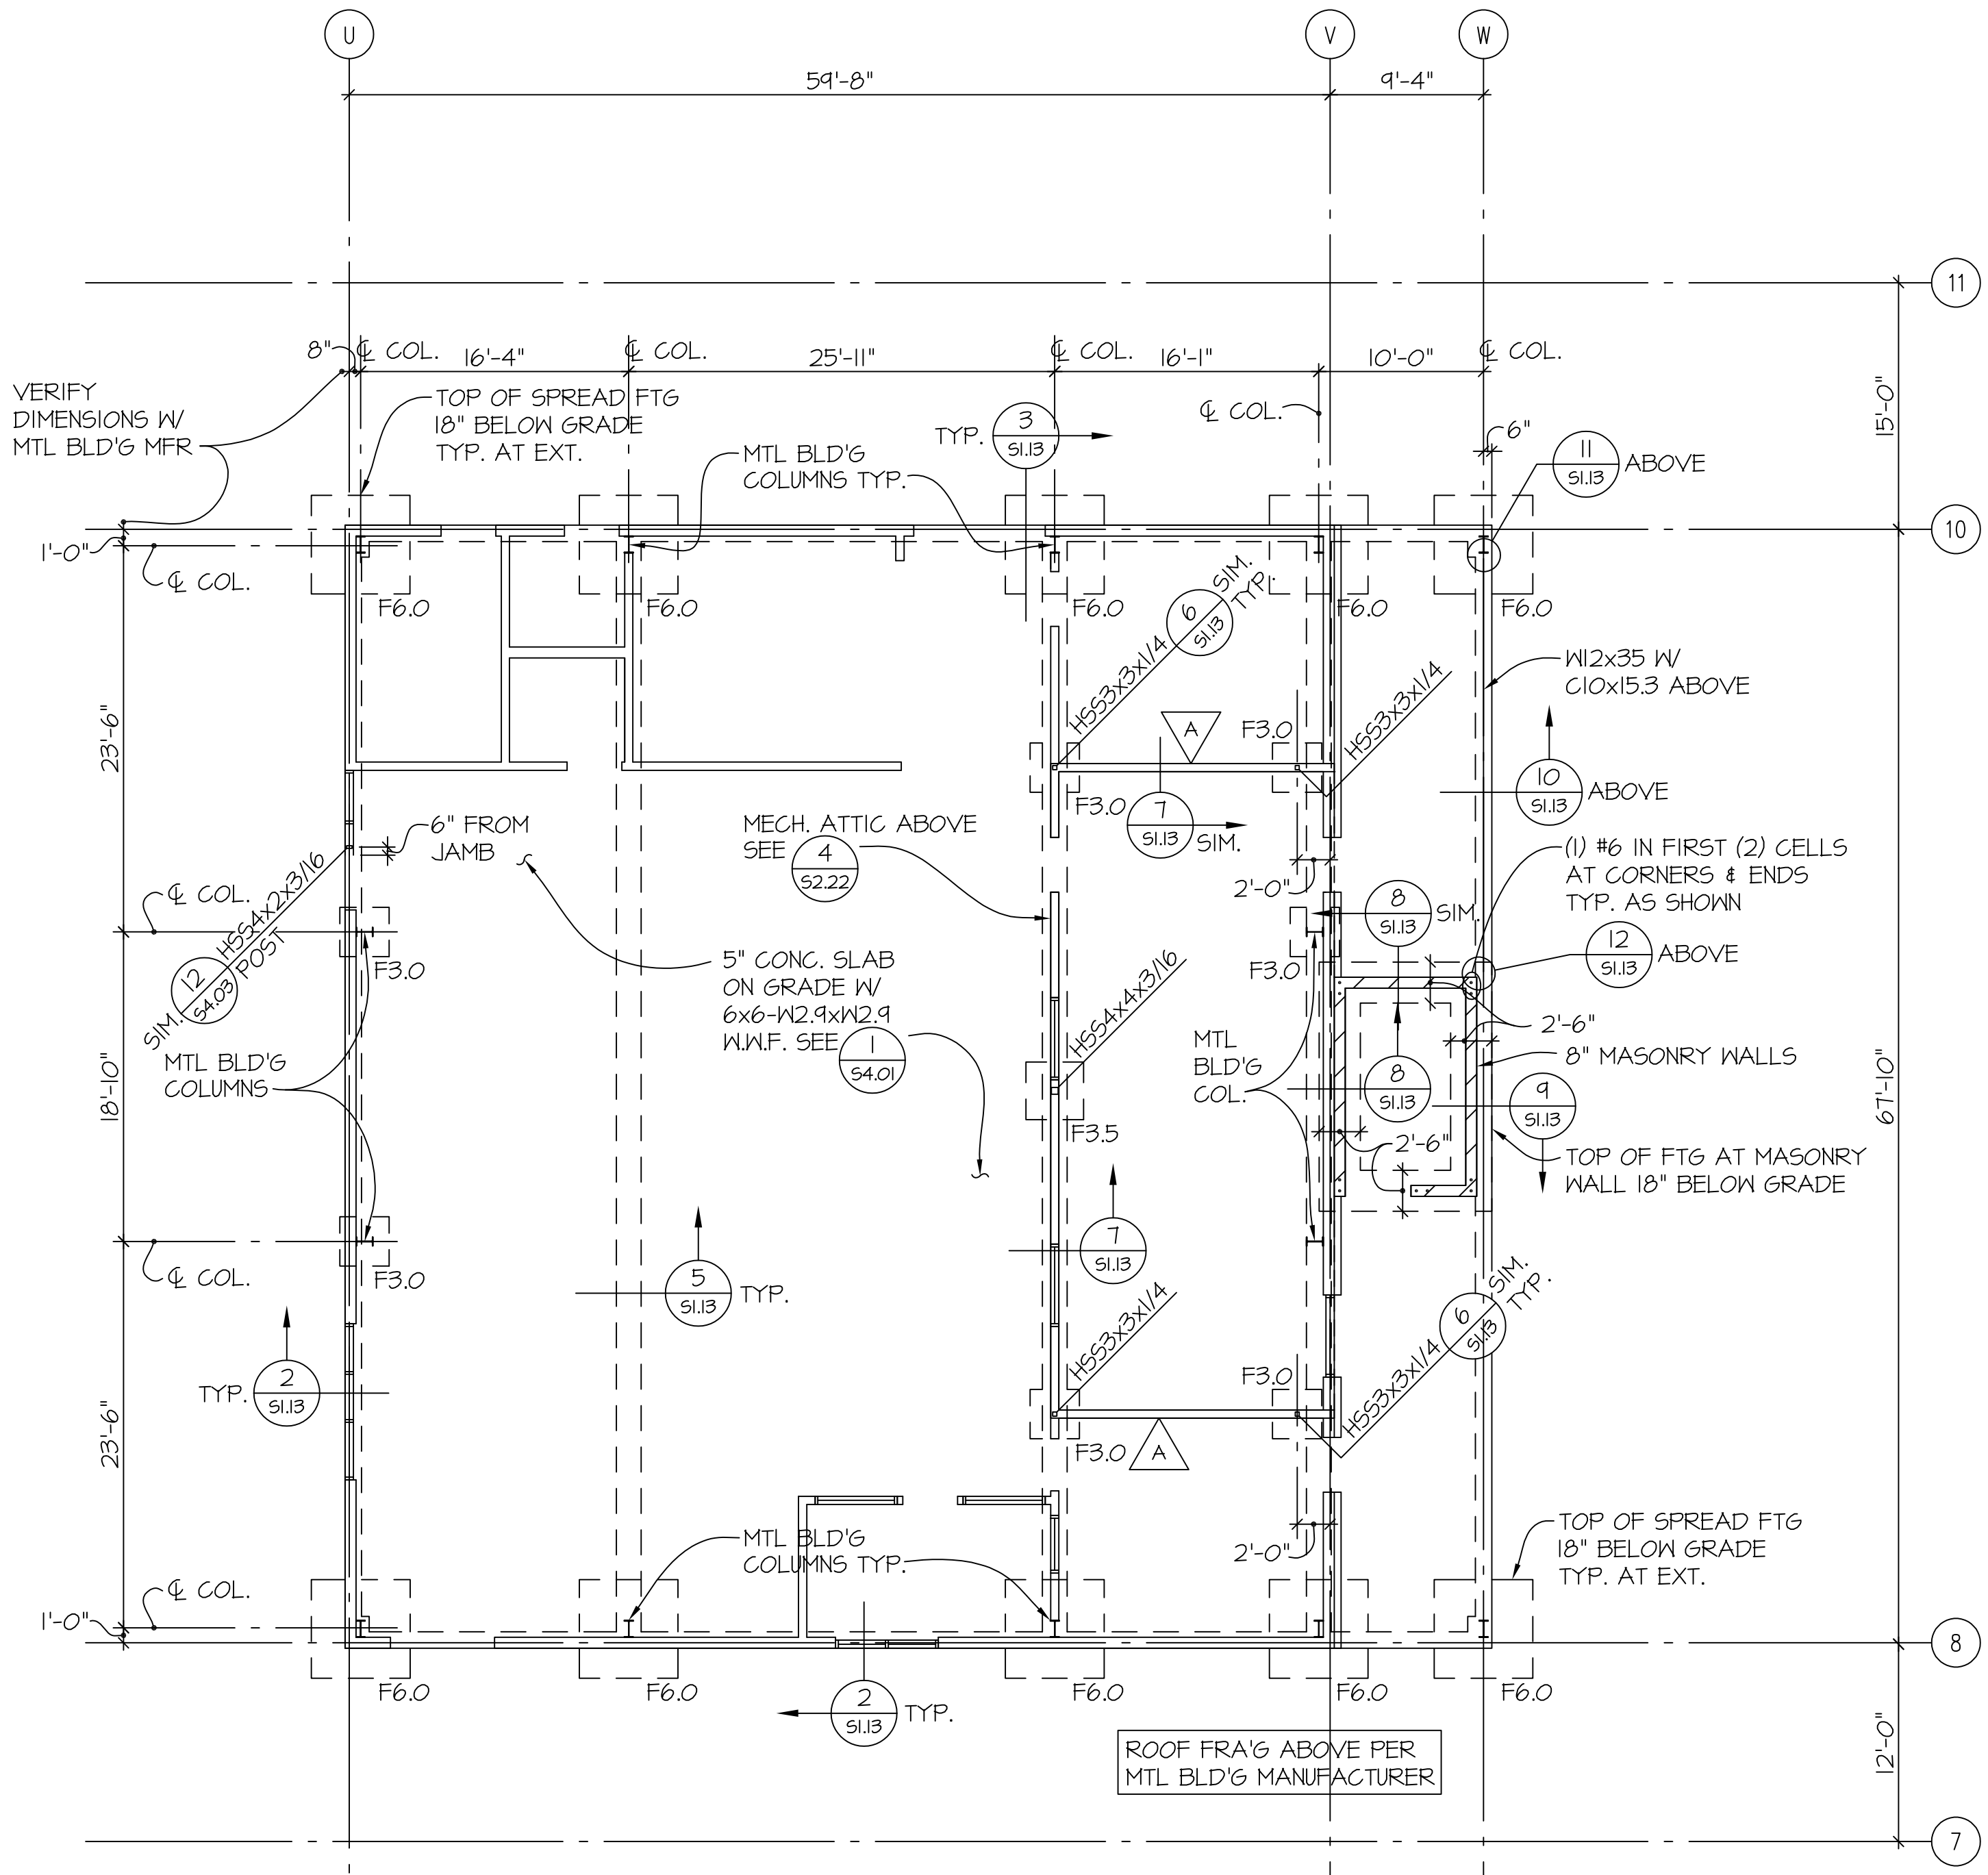 U
V
W
59'-8"
9'-4"
11
8"
℄ COL.
16'-4"
℄ COL.
25'-11"
℄ COL.
16'-1"
10'-0"
℄ COL.
VERIFY
DIMENSIONS W/
MTL BLD'G MFR
TOP OF SPREAD FTG
18" BELOW GRADE
TYP. AT EXT.
℄ COL.
15'-0"
TYP.
3
S1.13
6"
11
S1.13
ABOVE
MTL BLD'G
COLUMNS TYP.
10
1'-0"
℄ COL.
F6.0
F6.0
F6.0
F6.0
F6.0
HSS3x3x1/4
6
S1.13
SIM.
TYP.
HSS3x3x1/4
W12x35 W/
C10x15.3 ABOVE
23'-6"
F3.0
A
F3.0
7
S1.13
SIM.
10
S1.13
ABOVE
6" FROM
JAMB
MECH. ATTIC ABOVE
SEE
4
S2.22
(1) #6 IN FIRST (2) CELLS
AT CORNERS & ENDS
TYP. AS SHOWN
2'-0"
8
S1.13
SIM.
12
S1.13
ABOVE
℄ COL.
HSS4x2x3/16
POST
12
S4.03
SIM.
F3.0
F3.0
5" CONC. SLAB
ON GRADE W/
6x6-W2.9xW2.9
W.W.F. SEE
1
S4.01
HSS4x4x3/16
2'-6"
MTL
BLD'G
COL.
8
S1.13
8" MASONRY WALLS
MTL BLD'G
COLUMNS
18'-10"
67'-10"
9
S1.13
F3.5
2'-6"
TOP OF FTG AT MASONRY
WALL 18" BELOW GRADE
℄ COL.
F3.0
5
S1.13
TYP.
7
S1.13
HSS3x3x1/4
HSS3x3x1/4
6
S1.13
SIM.
TYP.
TYP.
2
S1.13
23'-6"
F3.0
F3.0
A
MTL BLD'G
COLUMNS TYP.
2'-0"
TOP OF SPREAD FTG
18" BELOW GRADE
TYP. AT EXT.
℄ COL.
1'-0"
8
F6.0
F6.0
F6.0
F6.0
F6.0
2
S1.13
TYP.
ROOF FRA'G ABOVE PER
MTL BLD'G MANUFACTURER
12'-0"
7